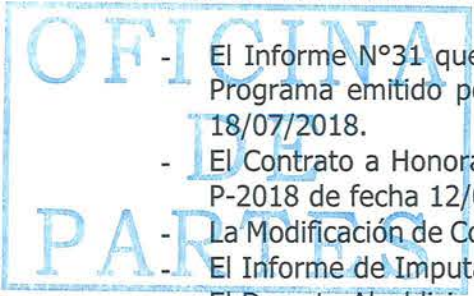 OFICINA
DE
PARTES
- El Informe N°31 que
Programa emitido p
18/07/2018.
- El Contrato a Honora
P-2018 de fecha 12/
- La Modificación de Co
- El Informe de Imput